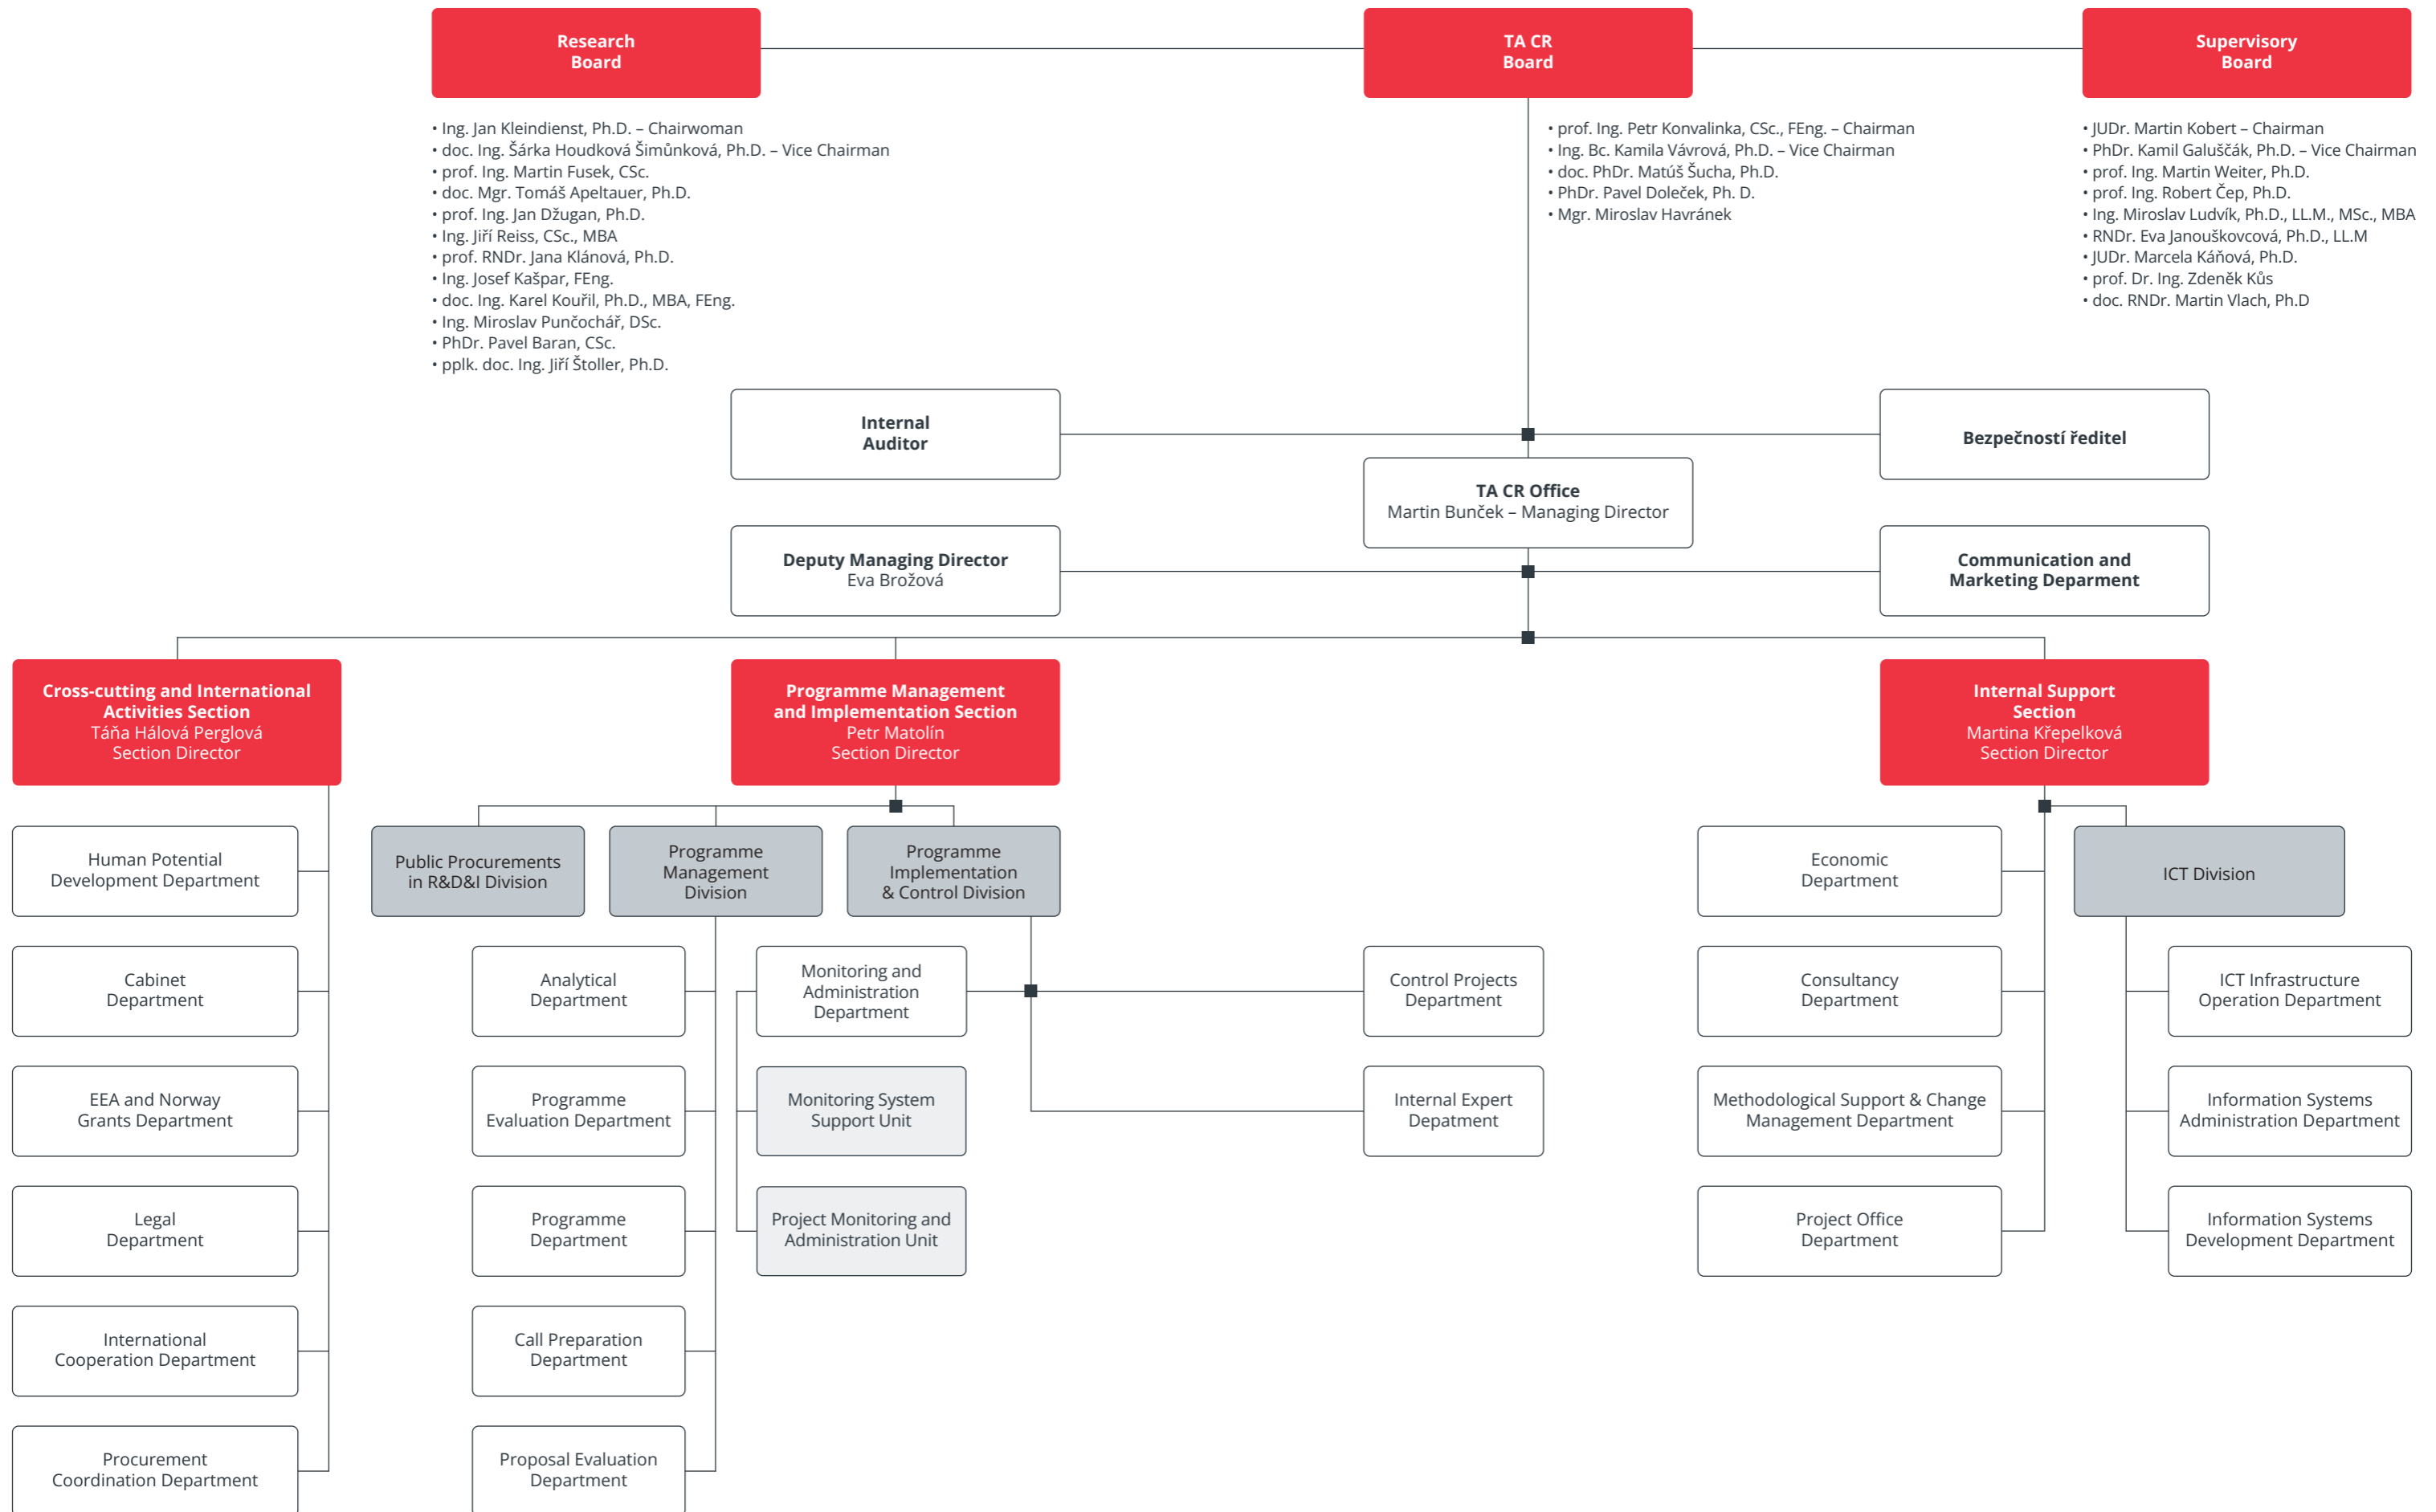 Research
Board
TA CR
Board
Supervisory
Board
• Ing. Jan Kleindienst, Ph.D. – Chairwoman
• doc. Ing. Šárka Houdková Šimůnková, Ph.D. – Vice Chairman
• prof. Ing. Martin Fusek, CSc.
• doc. Mgr. Tomáš Apeltauer, Ph.D.
• prof. Ing. Jan Džugan, Ph.D.
• Ing. Jiří Reiss, CSc., MBA
• prof. RNDr. Jana Klánová, Ph.D.
• Ing. Josef Kašpar, FEng.
• doc. Ing. Karel Kouřil, Ph.D., MBA, FEng.
• Ing. Miroslav Punčochář, DSc.
• PhDr. Pavel Baran, CSc.
• pplk. doc. Ing. Jiří Štoller, Ph.D.
• prof. Ing. Petr Konvalinka, CSc., FEng. – Chairman
• Ing. Bc. Kamila Vávrová, Ph.D. – Vice Chairman
• doc. PhDr. Matúš Šucha, Ph.D.
• PhDr. Pavel Doleček, Ph. D.
• Mgr. Miroslav Havránek
• JUDr. Martin Kobert – Chairman
• PhDr. Kamil Galuščák, Ph.D. – Vice Chairman
• prof. Ing. Martin Weiter, Ph.D.
• prof. Ing. Robert Čep, Ph.D.
• Ing. Miroslav Ludvík, Ph.D., LL.M., MSc., MBA
• RNDr. Eva Janouškovcová, Ph.D., LL.M
• JUDr. Marcela Káňová, Ph.D.
• prof. Dr. Ing. Zdeněk Kůs
• doc. RNDr. Martin Vlach, Ph.D
Internal
Auditor
Bezpečností ředitel
TA CR Office
Martin Bunček – Managing Director
Deputy Managing Director
Eva Brožová
Communication and
Marketing Deparment
Cross-cutting and International
Activities Section
Táňa Hálová Perglová
Section Director
Programme Management
and Implementation Section
Petr Matolín
Section Director
Internal Support
Section
Martina Křepelková
Section Director
Human Potential
Development Department
Cabinet
Department
EEA and Norway
Grants Department
Legal
Department
International
Cooperation Department
Procurement
Coordination Department
Public Procurements
in R&D&I Division
Programme
Management
Division
Programme
Implementation
& Control Division
Analytical
Department
Programme
Evaluation Department
Programme
Department
Call Preparation
Department
Proposal Evaluation
Department
Monitoring and
Administration
Department
Monitoring System
Support Unit
Project Monitoring and
Administration Unit
Control Projects
Department
Internal Expert
Depatment
Economic
Department
Consultancy
Department
Methodological Support & Change
Management Department
Project Office
Department
ICT Division
ICT Infrastructure
Operation Department
Information Systems
Administration Department
Information Systems
Development Department